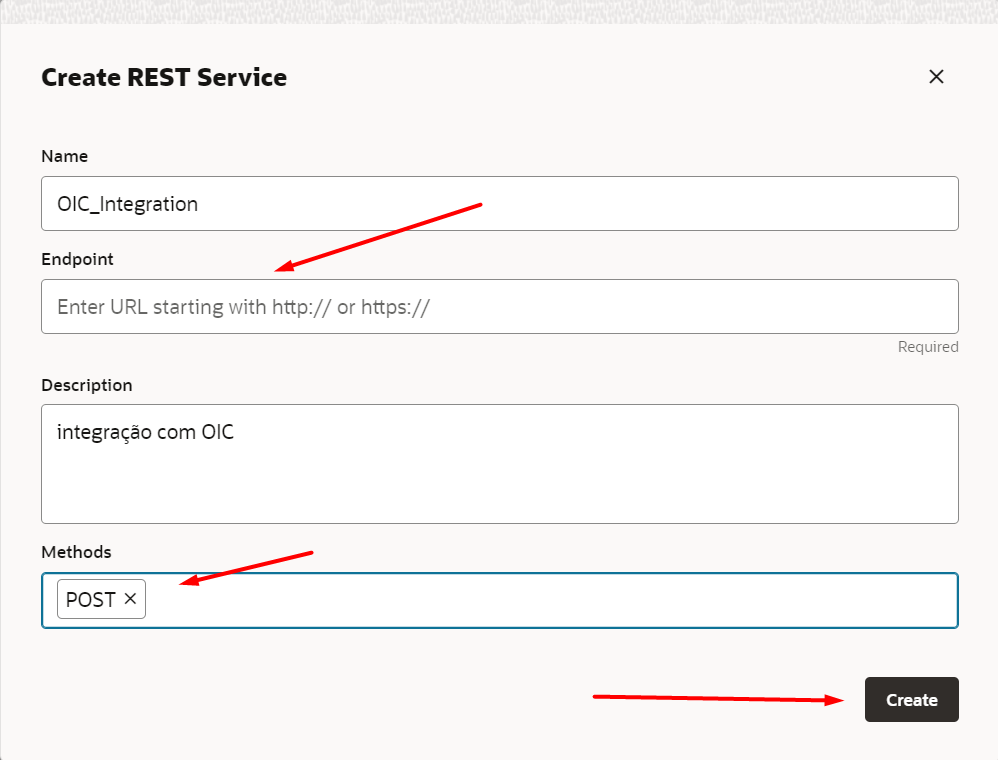 Create REST Service
Name
OIC_Integration
Endpoint
Enter URL starting with http:// or https://
Required
Description
integração com OIC
Methods
POST ×
Create